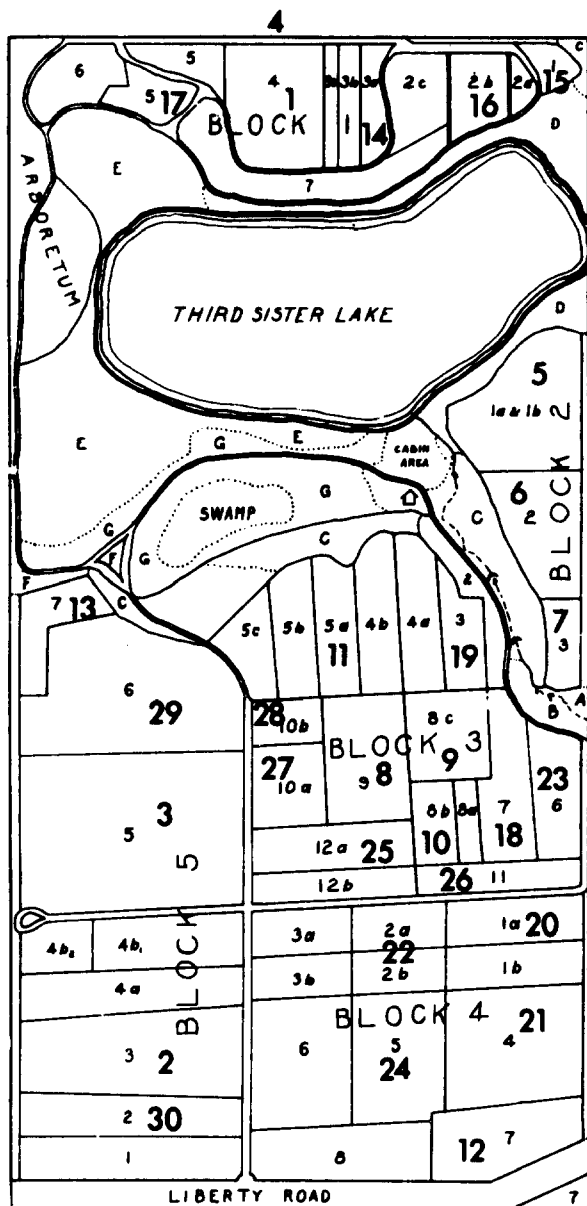 4
6
5
5 17
4
1
3b
3a
2c
2b
2a
1
15
C
BLOCK 1
14
16
D
E
7
ARBORETUM
THIRD SISTER LAKE
D
5
1a & 1b
E
G
E
CABIN AREA
BLOCK 2
6
2
SWAMP
G
C
G
F
G
C
F
7 13
C
2
7
3
5c
5b
5a
4b
4a
3
11
19
6
29
B
A
28
10b
8c
BLOCK 3
9
8
9
27
10a
23
6
3
5
8b
8a
7
10
18
12a 25
12b
26 11
BLOCK 5
4b₂
4b₁
3a
2a
1a 20
22
4a
3b
2b
1b
BLOCK 4
21
3
2
6
5
4
24
2 30
12
7
1
8
LIBERTY ROAD
7